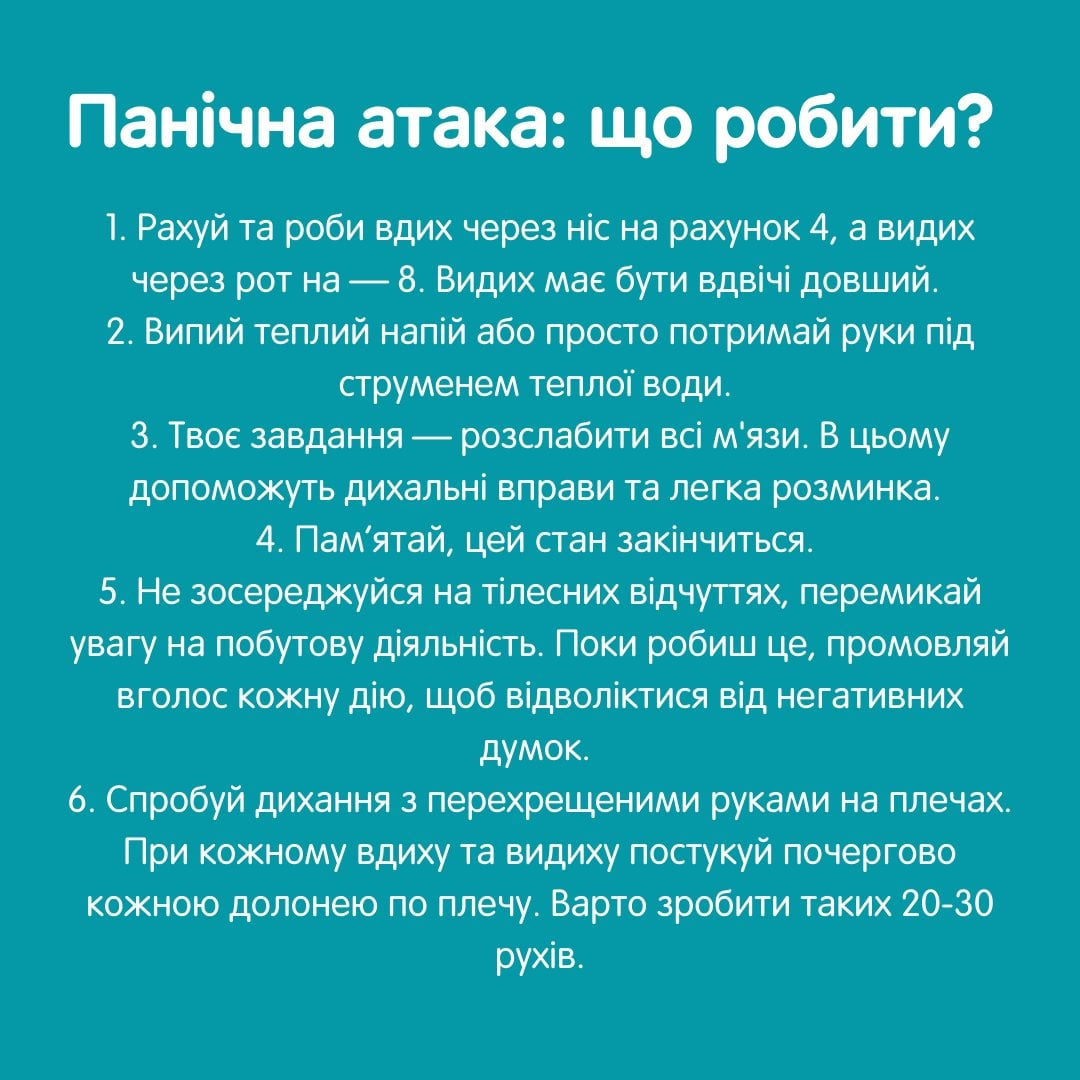 Панічна атака: що робити?
1. Рахуй та роби вдих через ніс на рахунок 4, а видих
через рот на — 8. Видих має бути вдвічі довший.
2. Випий теплий напій або просто потримай руки під
струменем теплої води.
3. Твоє завдання — розслабити всі м'язи. В цьому
допоможуть дихальні вправи та легка розминка.
4. Пам‘ятай, цей стан закінчиться.
5. Не зосереджуйся на тілесних відчуттях, перемикай
увагу на побутову діяльність. Поки робиш це, промовляй
вголос кожну дію, щоб відволіктися від негативних
думок.
6. Спробуй дихання з перехрещеними руками на плечах.
При кожному вдиху та видиху постукуй почергово
кожною долонею по плечу. Варто зробити таких 20-30
рухів.